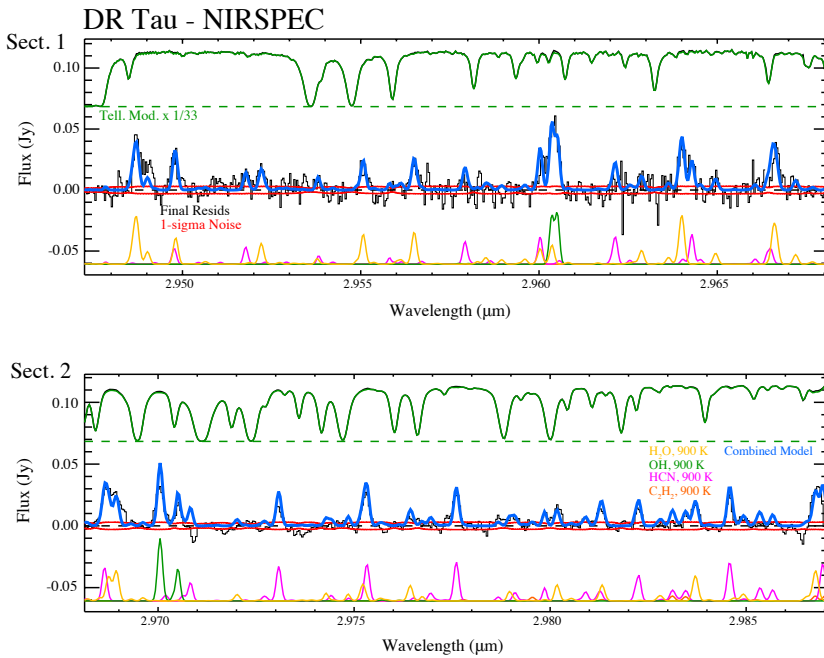 DR Tau - NIRSPEC
Sect. 1
0.10
Tell. Mod. x 1/33
0.05
Flux (Jy)
0.00
Final Resids
1-sigma Noise
-0.05
2.950
2.955
2.960
2.965
Wavelength (μm)
Sect. 2
0.10
H₂O, 900 K Combined Model
OH, 900 K
HCN, 900 K
C₂H₂, 900 K
0.05
Flux (Jy)
0.00
-0.05
2.970
2.975
2.980
2.985
Wavelength (μm)